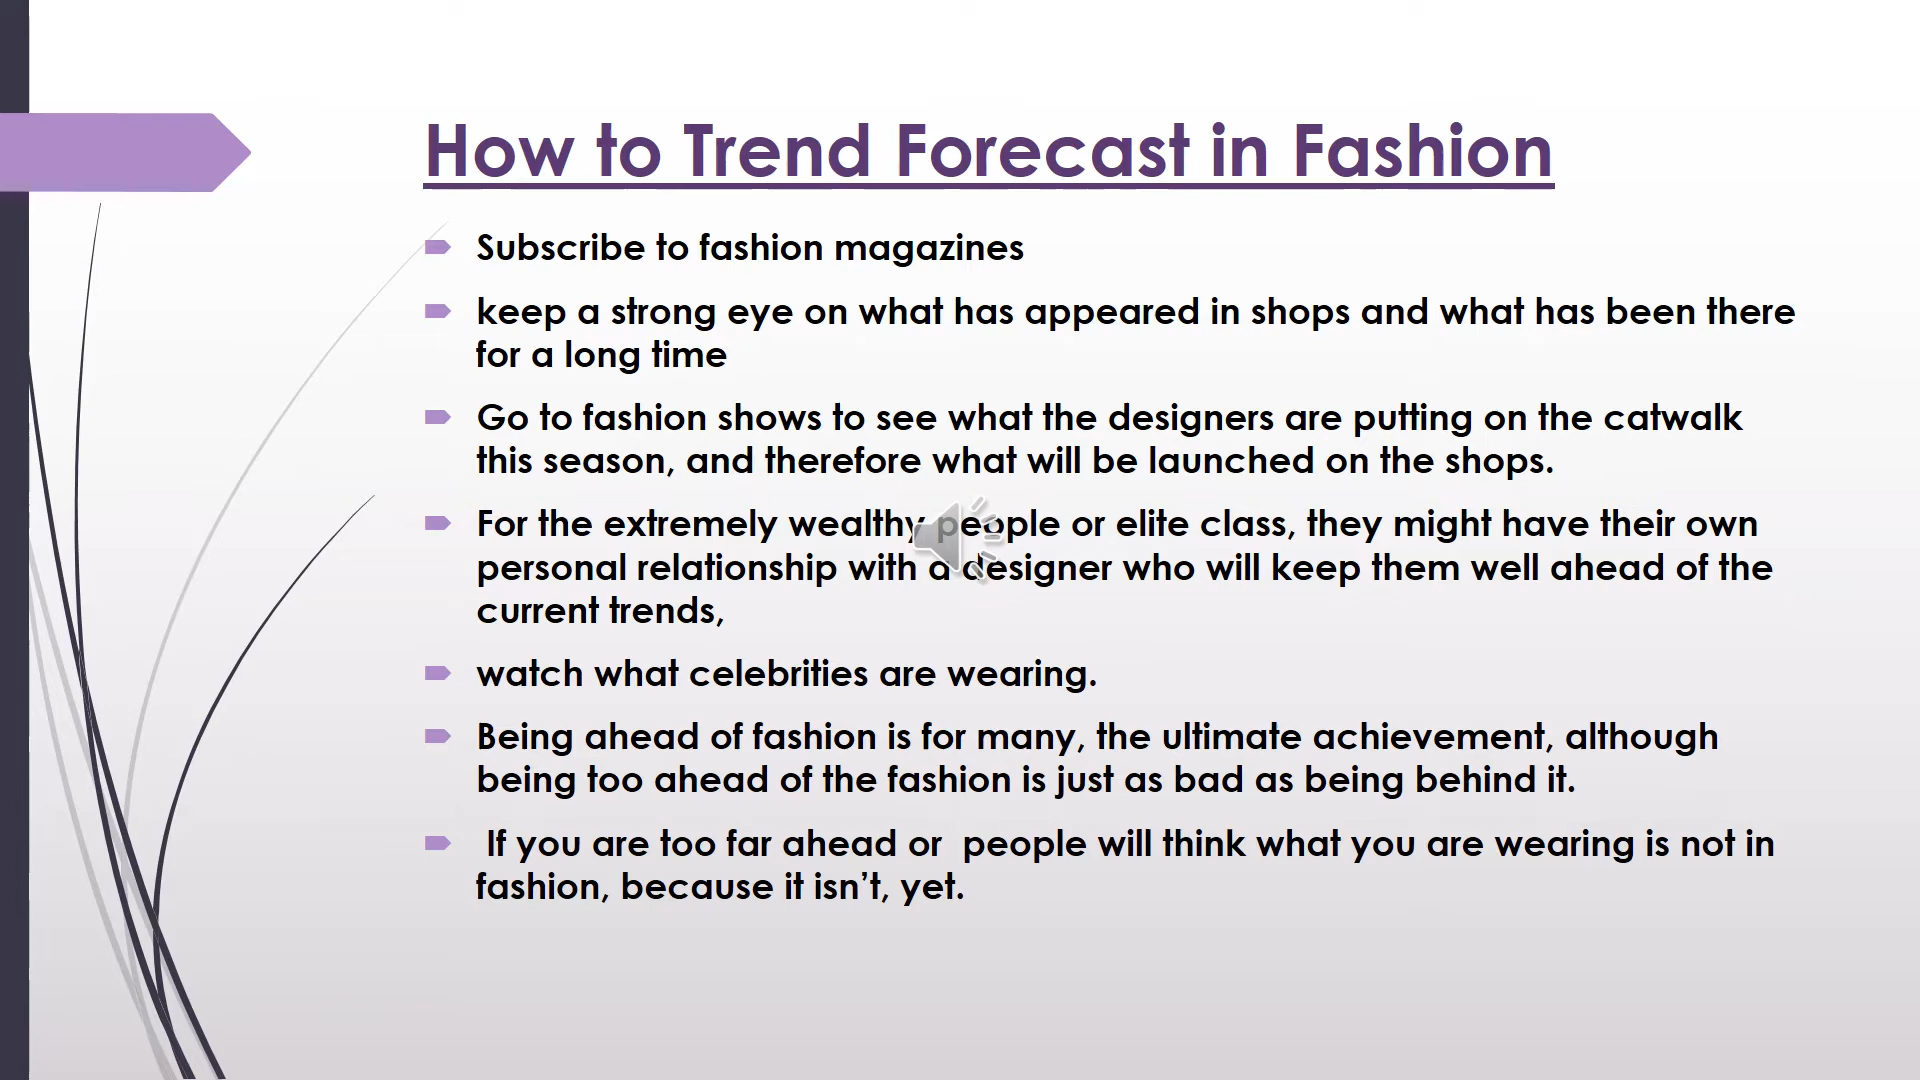 How to Trend Forecast in Fashion
Subscribe to fashion magazines
keep a strong eye on what has appeared in shops and what has been there
for a long time
Go to fashion shows to see what the designers are putting on the catwalk
this season, and therefore what will be launched on the shops.
For the extremely wealthy people or elite class, they might have their own
personal relationship with a designer who will keep them well ahead of the
current trends,
watch what celebrities are wearing.
Being ahead of fashion is for many, the ultimate achievement, although
being too ahead of the fashion is just as bad as being behind it.
If you are too far ahead or  people will think what you are wearing is not in
fashion, because it isn’t, yet.